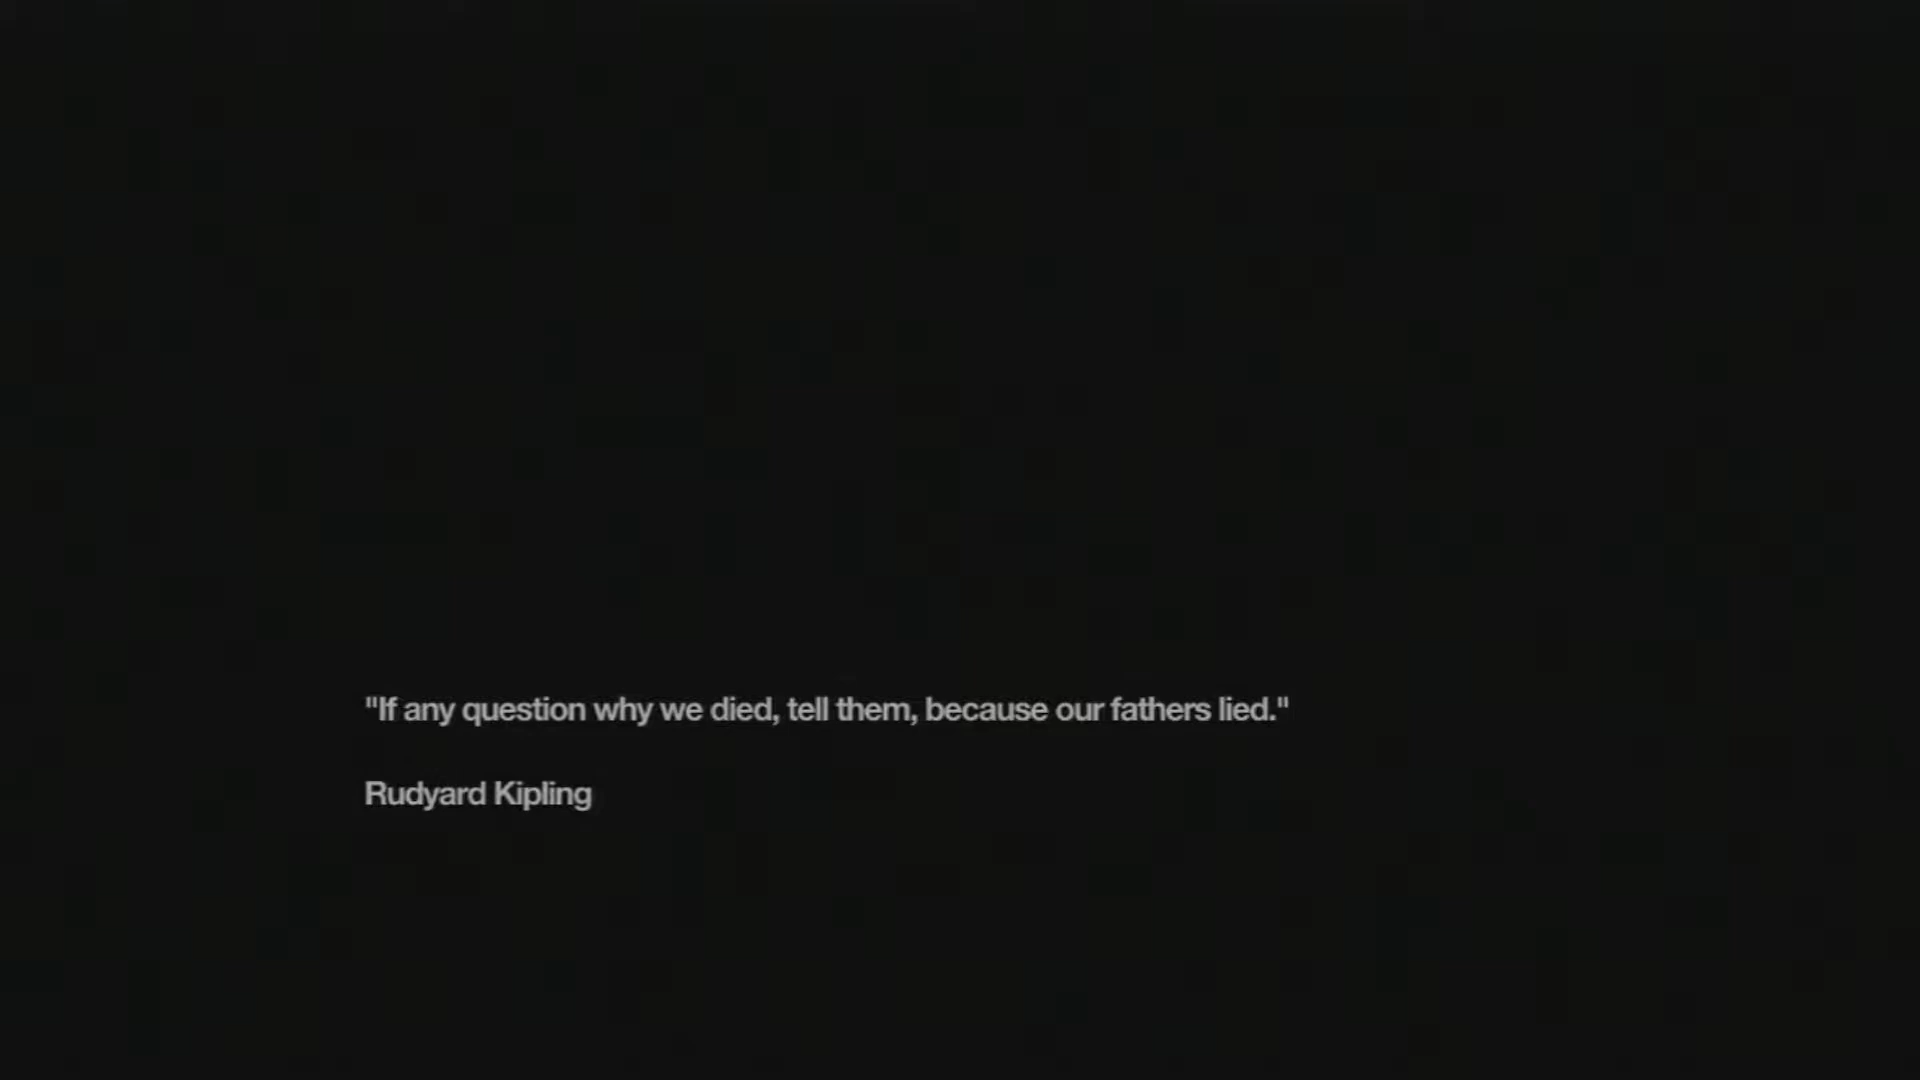 "If any question why we died, tell them, because our fathers lied."
Rudyard Kipling